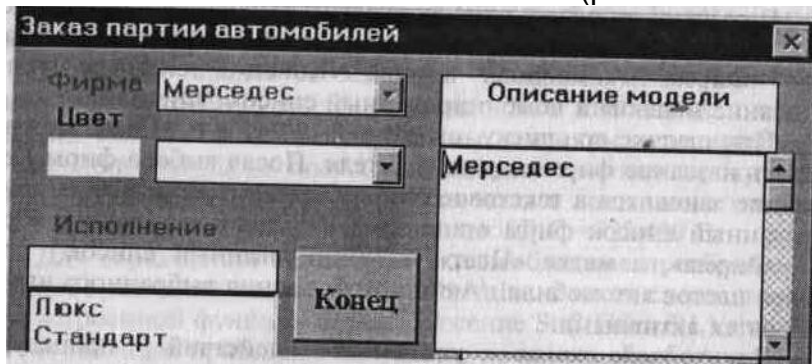 Заказ партии автомобилей
Фирма
Мерседес
Цвет
Исполнение
Люкс
Стандарт
Конец
Описание модели
Мерседес